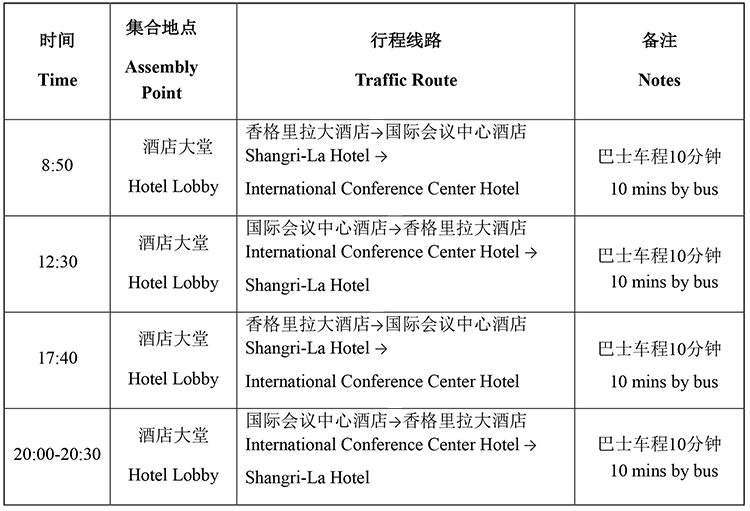 时间
Time
集合地点
Assembly
Point
行程线路
Traffic Route
备注
Notes
8:50
酒店大堂
Hotel Lobby
香格里拉大酒店→国际会议中心酒店
Shangri-La Hotel →
International Conference Center Hotel
巴士车程10分钟
10 mins by bus
12:30
酒店大堂
Hotel Lobby
国际会议中心酒店→香格里拉大酒店
International Conference Center Hotel →
Shangri-La Hotel
巴士车程10分钟
10 mins by bus
17:40
酒店大堂
Hotel Lobby
香格里拉大酒店→国际会议中心酒店
Shangri-La Hotel →
International Conference Center Hotel
巴士车程10分钟
10 mins by bus
20:00-20:30
酒店大堂
Hotel Lobby
国际会议中心酒店→香格里拉大酒店
International Conference Center Hotel →
Shangri-La Hotel
巴士车程10分钟
10 mins by bus